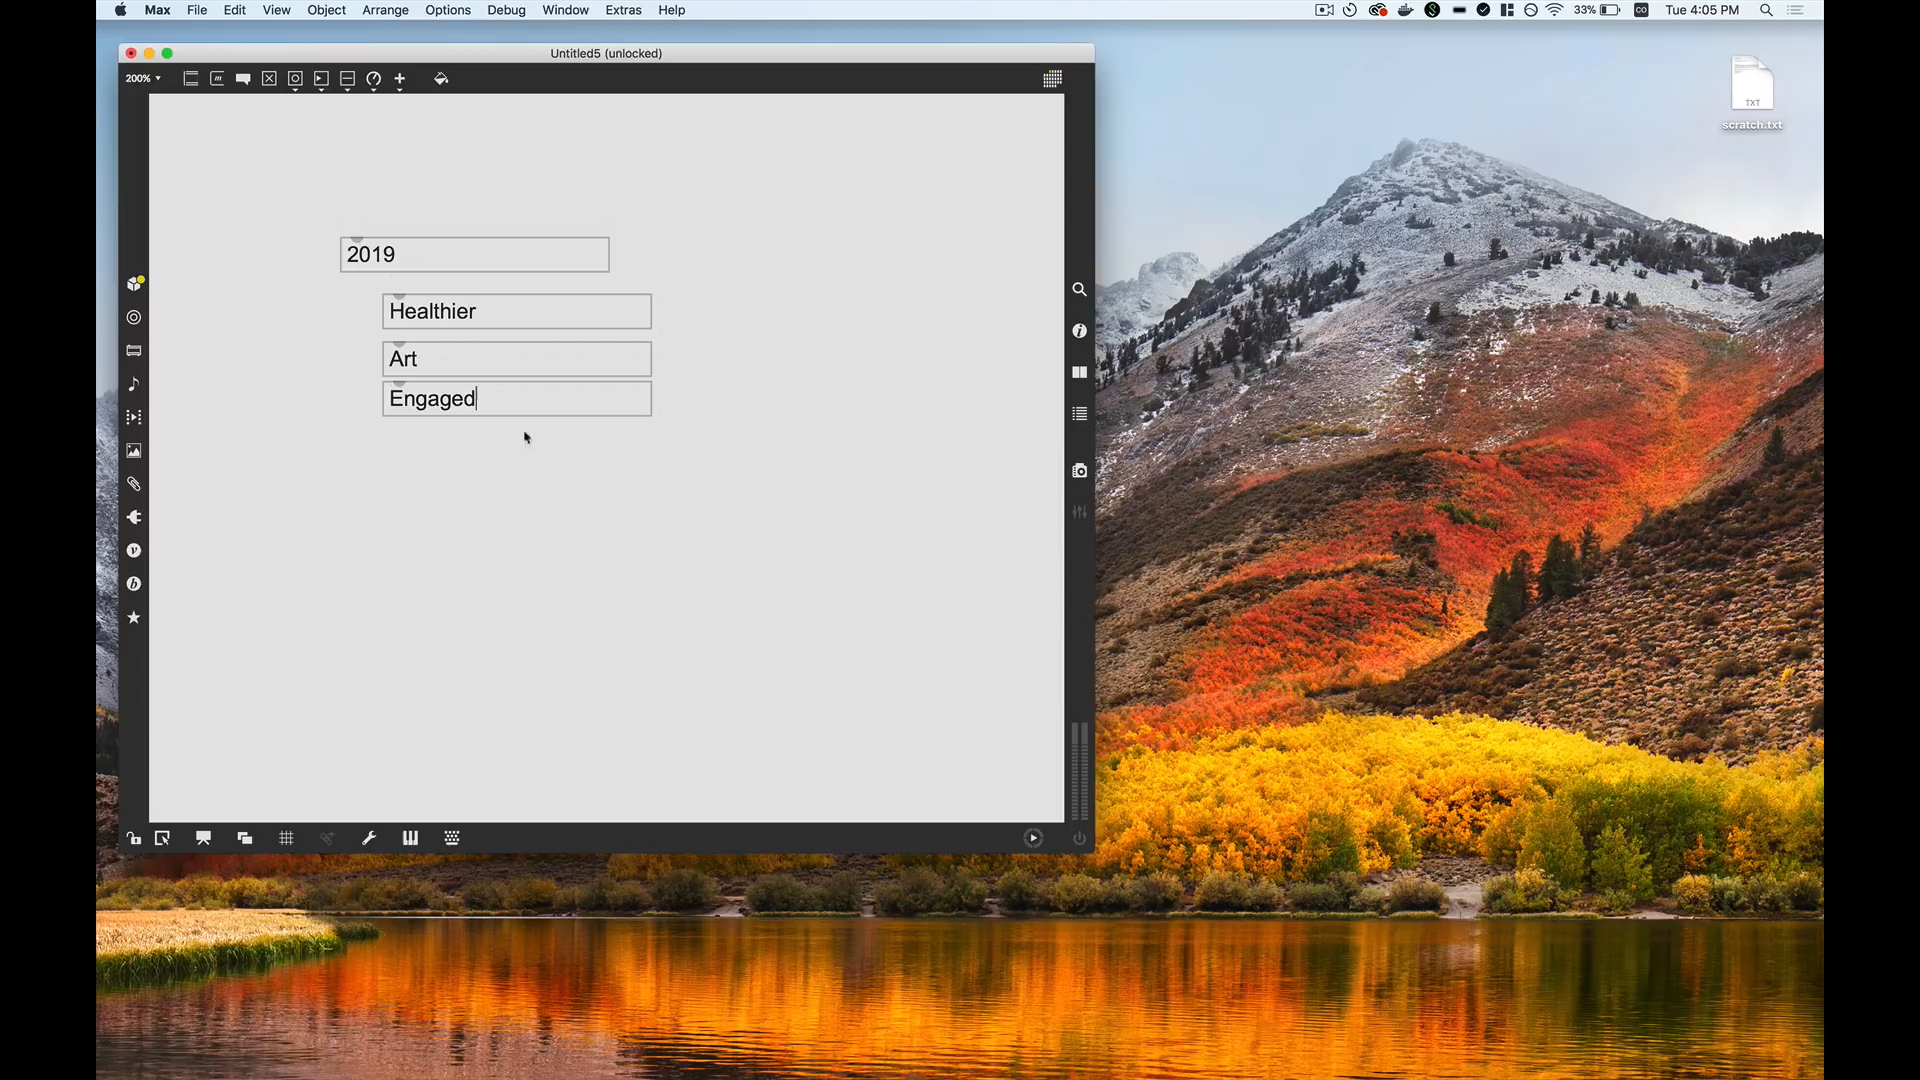 Max File Edit View Object Arrange Options Debug Window Extras Help
33% Tue 4:05 PM
Untitled5 (unlocked)
200%
TXT
scratch.txt
2019
Healthier
Art
Engaged